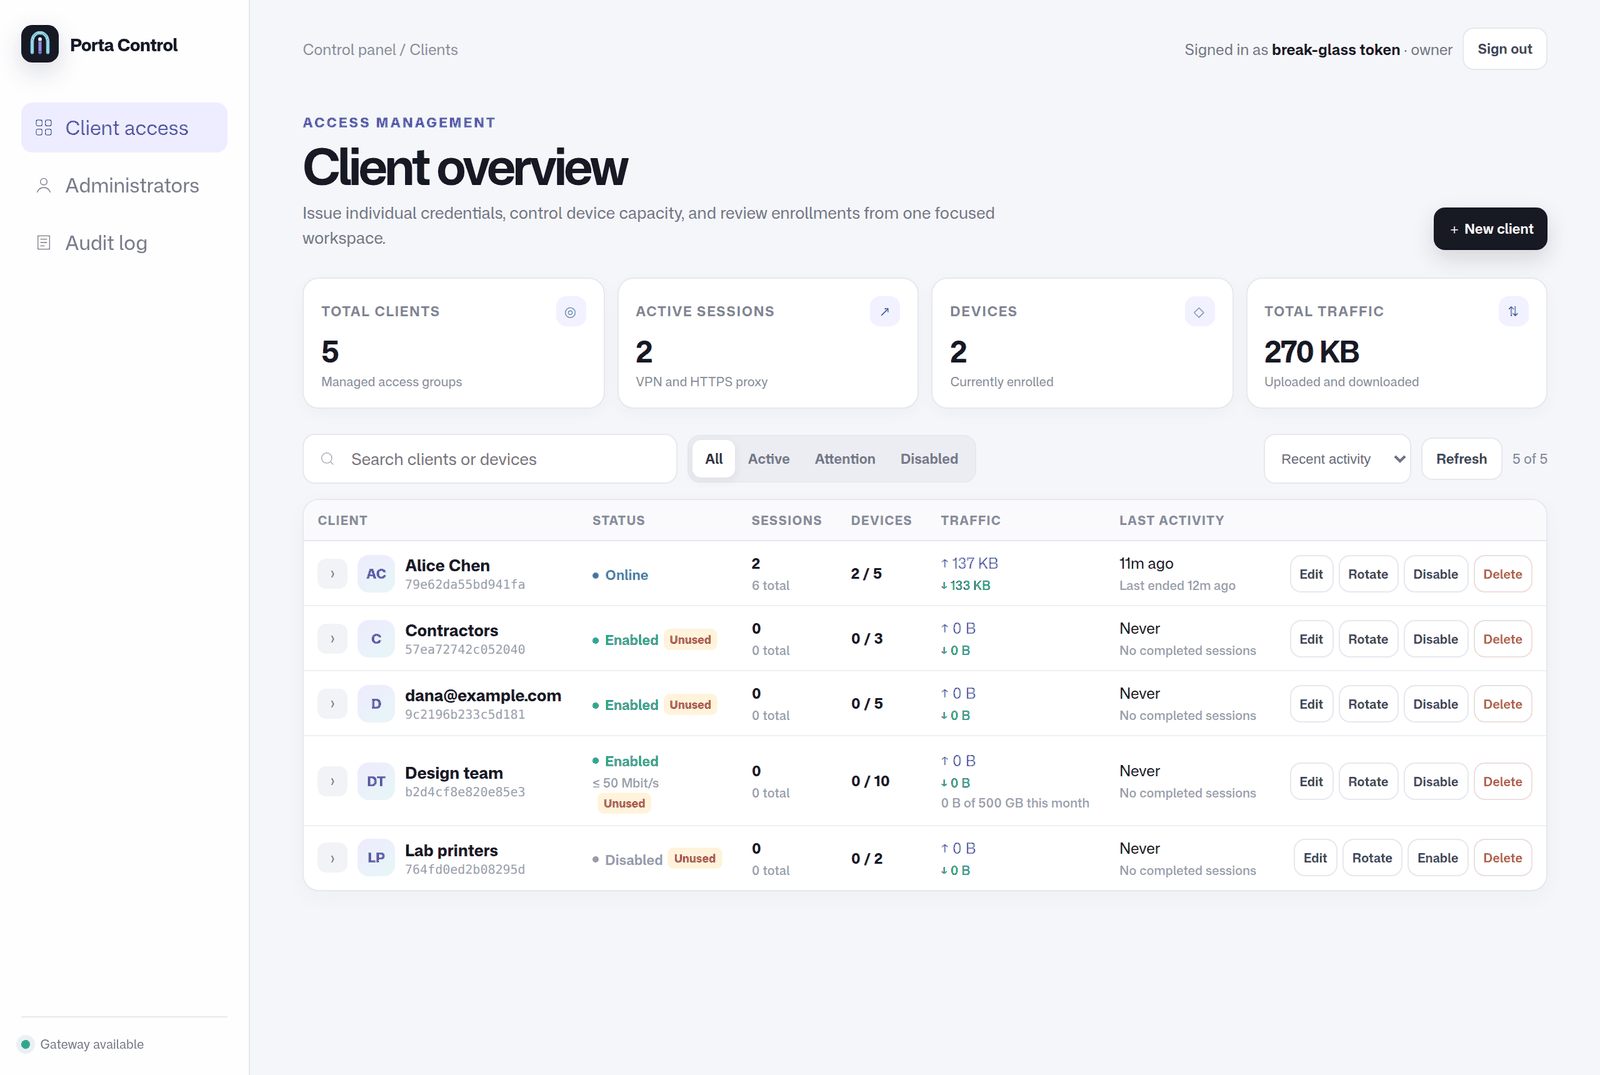 Porta Control
Client access
Administrators
Audit log
Gateway available
Control panel / Clients
Signed in as break-glass token · owner
Sign out
ACCESS MANAGEMENT
Client overview
Issue individual credentials, control device capacity, and review enrollments from one focused
workspace.
+ New client
TOTAL CLIENTS
5
Managed access groups
ACTIVE SESSIONS
2
VPN and HTTPS proxy
DEVICES
2
Currently enrolled
TOTAL TRAFFIC
270 KB
Uploaded and downloaded
Search clients or devices
All Active Attention Disabled
Recent activity
Refresh
5 of 5
CLIENT STATUS SESSIONS DEVICES TRAFFIC LAST ACTIVITY
AC Alice Chen
79e62da55bd941fa
Online
2
6 total
2 / 5
↑ 137 KB
↓ 133 KB
11m ago
Last ended 12m ago
Edit Rotate Disable Delete
C Contractors
57ea72742c052040
Enabled Unused
0
0 total
0 / 3
↑ 0 B
↓ 0 B
Never
No completed sessions
Edit Rotate Disable Delete
D dana@example.com
9c2196b233c5d181
Enabled Unused
0
0 total
0 / 5
↑ 0 B
↓ 0 B
Never
No completed sessions
Edit Rotate Disable Delete
DT Design team
b2d4cf8e820e85e3
Enabled
≤ 50 Mbit/s
Unused
0
0 total
0 / 10
↑ 0 B
↓ 0 B
0 B of 500 GB this month
Never
No completed sessions
Edit Rotate Disable Delete
LP Lab printers
764fd0ed2b08295d
Disabled Unused
0
0 total
0 / 2
↑ 0 B
↓ 0 B
Never
No completed sessions
Edit Rotate Enable Delete